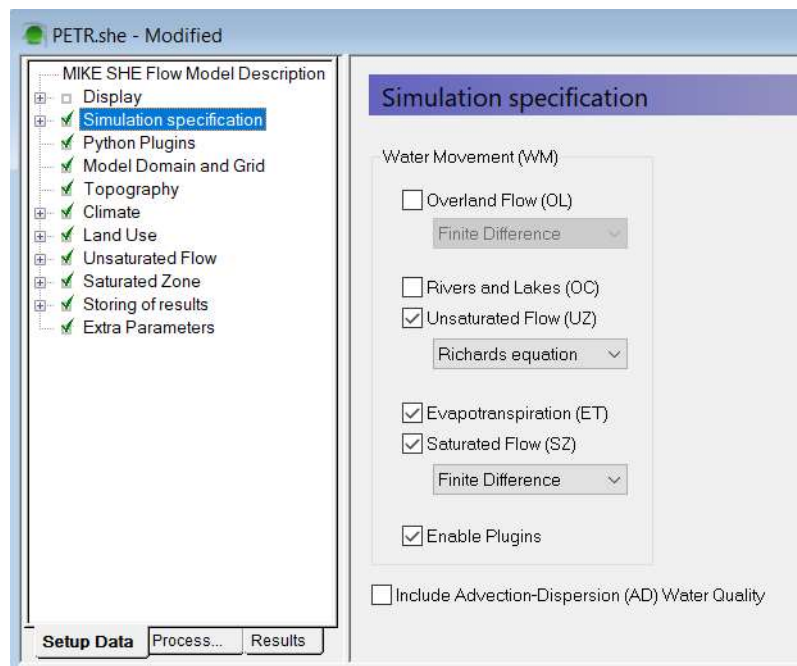 PETR.she - Modified
MIKE SHE Flow Model Description
Display
Simulation specification
Python Plugins
Model Domain and Grid
Topography
Climate
Land Use
Unsaturated Flow
Saturated Zone
Storing of results
Extra Parameters
Setup Data
Process...
Results
Simulation specification
Water Movement (WM)
Overland Flow (OL)
Finite Difference
Rivers and Lakes (OC)
Unsaturated Flow (UZ)
Richards equation
Evapotranspiration (ET)
Saturated Flow (SZ)
Finite Difference
Enable Plugins
Include Advection-Dispersion (AD) Water Quality